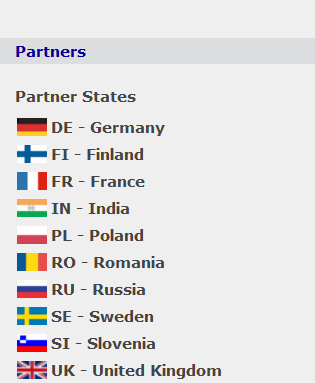 Partners
Partner States
DE - Germany
FI - Finland
FR - France
IN - India
PL - Poland
RO - Romania
RU - Russia
SE - Sweden
SI - Slovenia
UK - United Kingdom